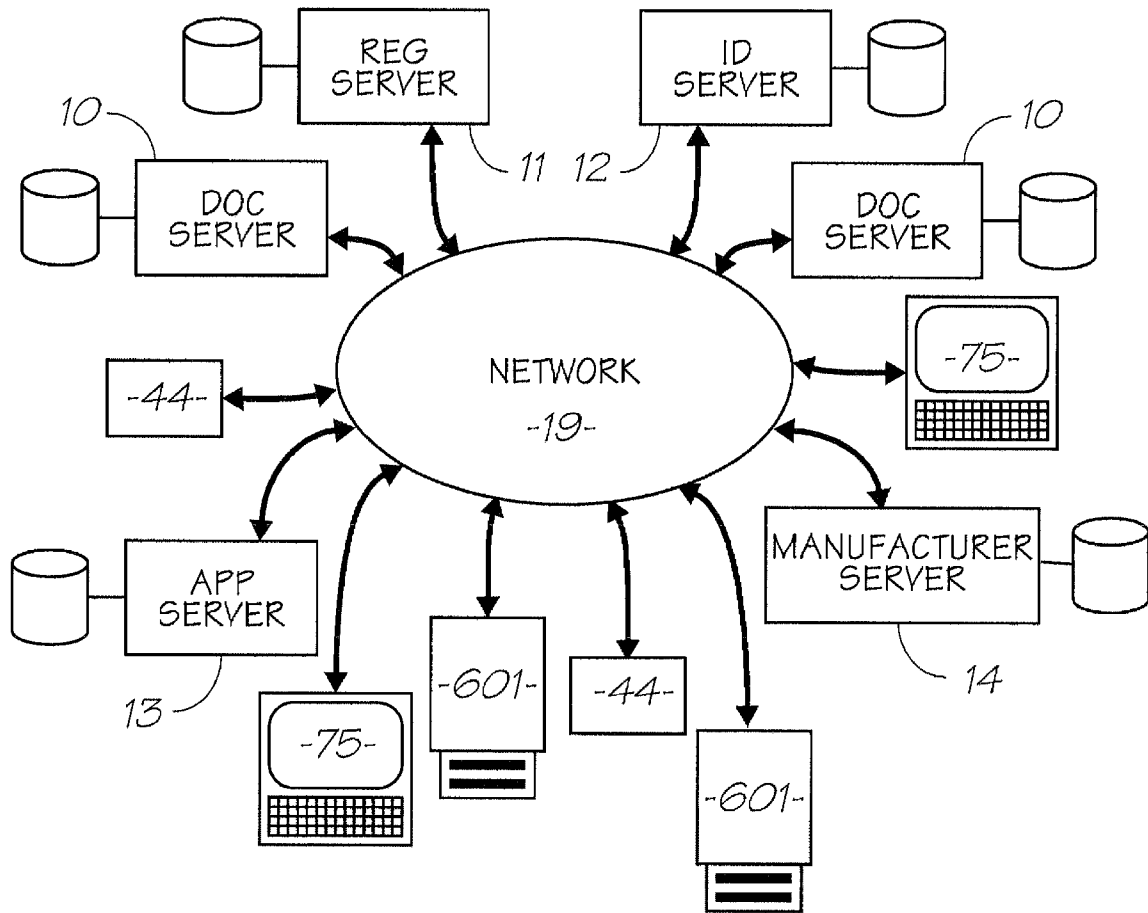 REG
SERVER
ID
SERVER
10
11
12
10
DOC
SERVER
DOC
SERVER
-44-
NETWORK
-19-
-75-
APP
SERVER
MANUFACTURER
SERVER
13
-75-
-601-
-44-
14
-601-